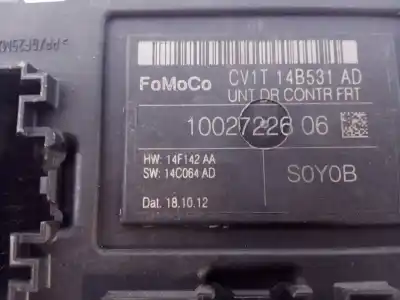 FoMoCo CV1T 14B531 AD
UNT DR CONTR FRT
10027226 06
HW: 14F142 AA
SW: 14C064 AD
S0Y0B
Dat. 18.10.12